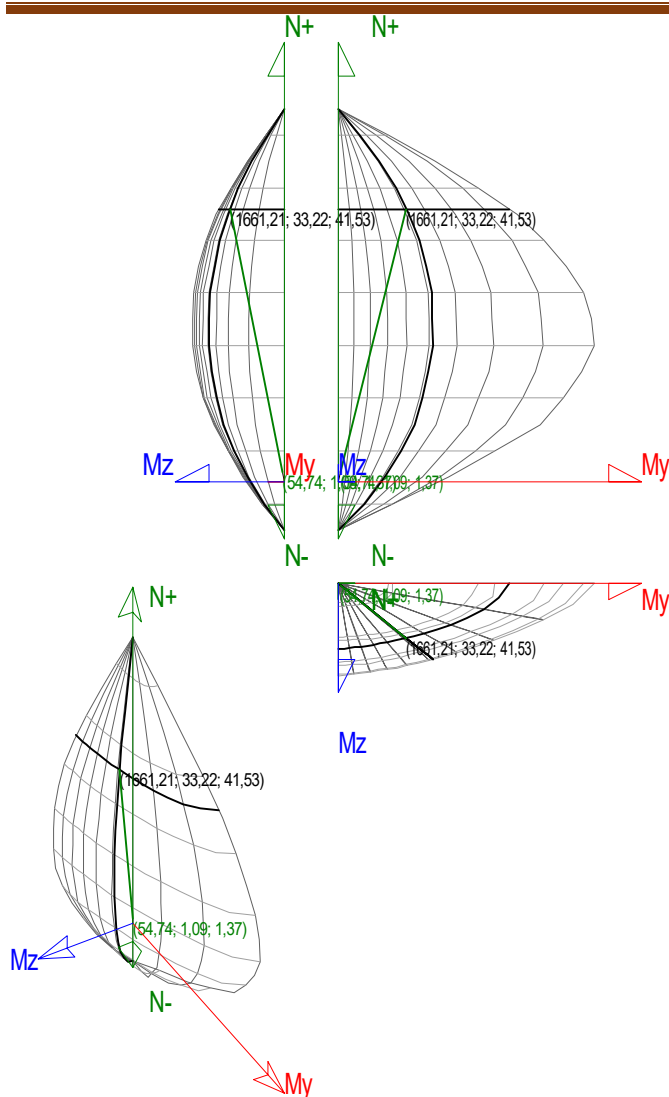 N+ N+
(1661,21; 33,22; 41,53) (1661,21; 33,22; 41,53)
Mz My Mz My
(54,74; 1,09; 1,37)
N- N-
N+ My
(54,74; 1,09; 1,37)
(1661,21; 33,22; 41,53)
Mz
N+
(1661,21; 33,22; 41,53)
(54,74; 1,09; 1,37)
Mz
N-
My